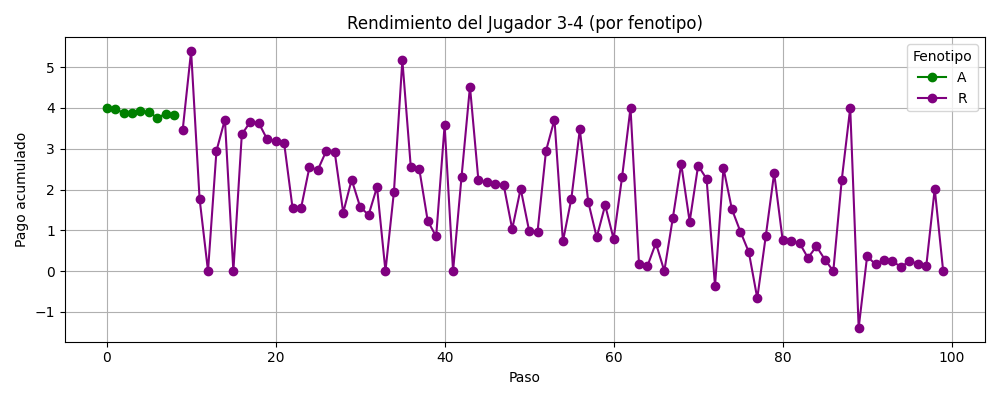 Rendimiento del Jugador 3-4 (por fenotipo)
Pago acumulado
5
4
3
2
1
0
−1
Fenotipo
A
R
0 20 40 60 80 100
Paso